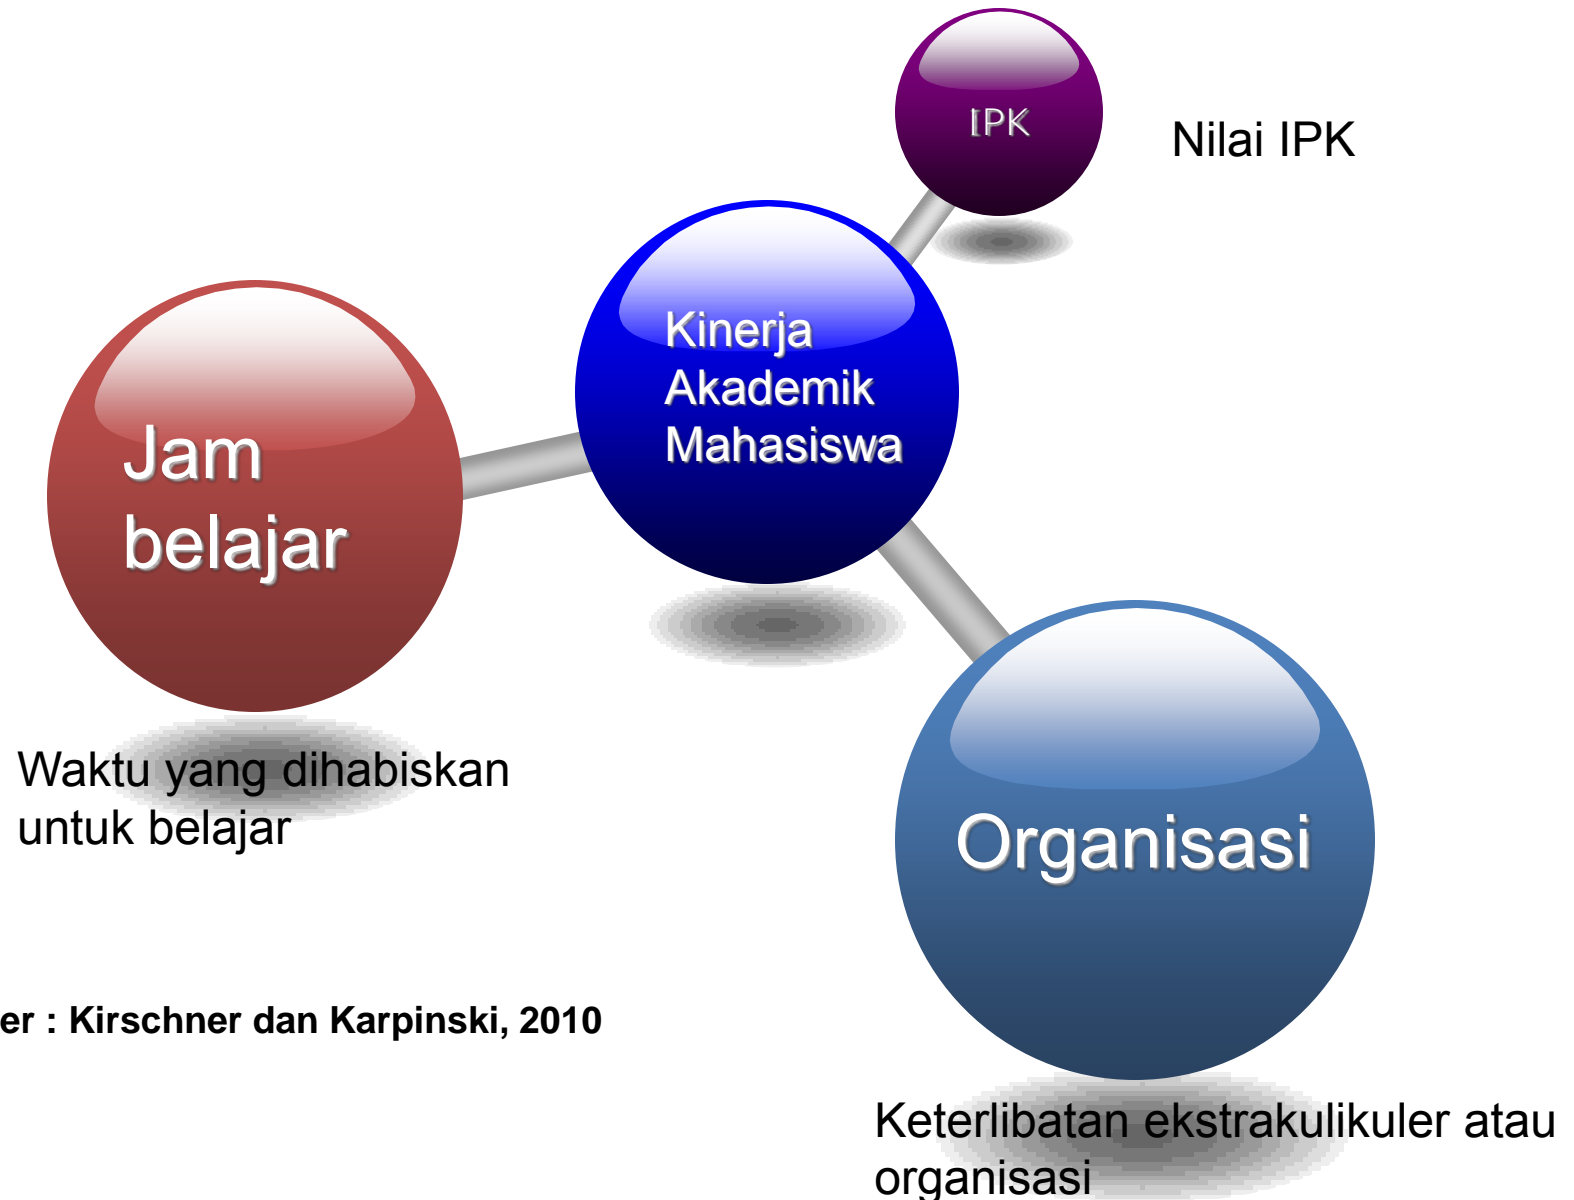 IPK
Nilai IPK
Kinerja
Akademik
Mahasiswa
Jam
belajar
Waktu yang dihabiskan
untuk belajar
Organisasi
er : Kirschner dan Karpinski, 2010
Keterlibatan ekstrakulikuler atau
organisasi